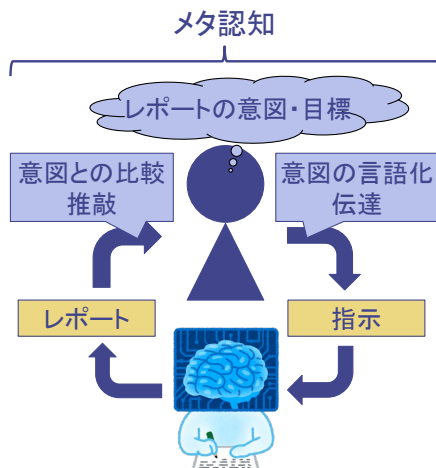 メタ認知
レポートの意図・目標
意図との比較
推敲
意図の言語化
伝達
レポート
指示